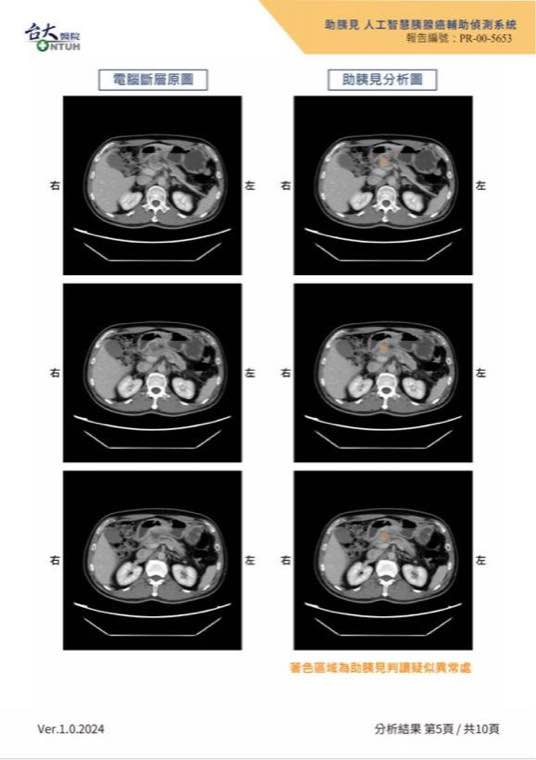 台大醫院
NTUH
助胰見 人工智慧胰腺癌輔助偵測系統
報告編號：PR-00-5653
電腦斷層原圖
助胰見分析圖
右
左
右
左
右
左
右
左
右
左
右
左
著色區域為助胰見判讀疑似異常處
Ver.1.0.2024
分析結果 第5頁 / 共10頁